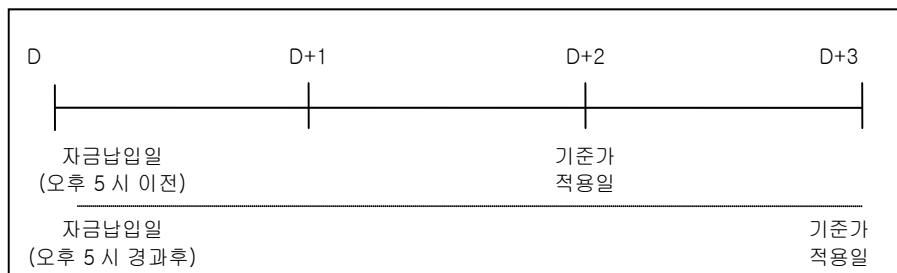 D D+1 D+2 D+3
자금납입일 기준가
(오후 5 시 이전) 적용일
자금납입일 기준가
(오후 5 시 경과후) 적용일